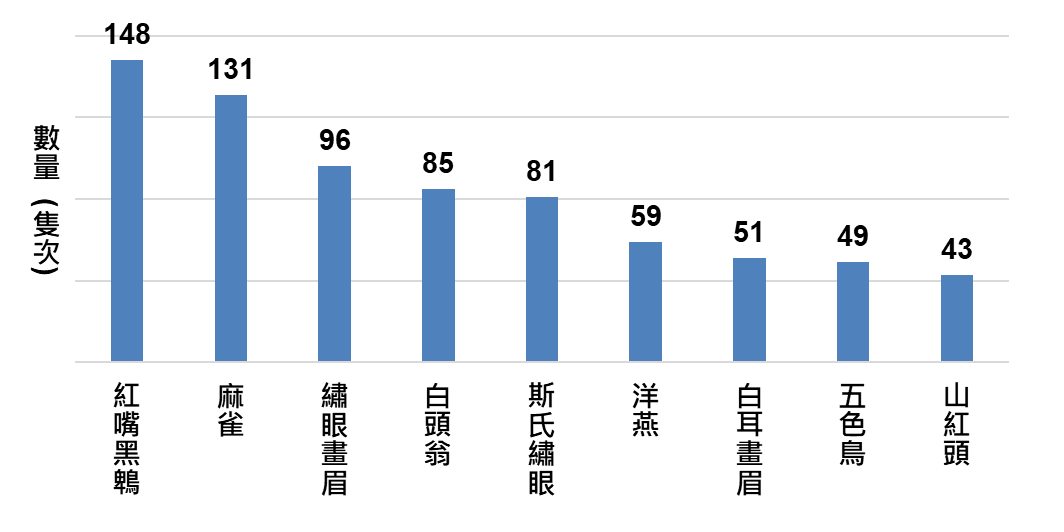 148
131
96
85
81
59
51
49
43
數量 (隻次)
紅嘴黑鵯
麻雀
繡眼畫眉
白頭翁
斯氏繡眼
洋燕
白耳畫眉
五色鳥
山紅頭